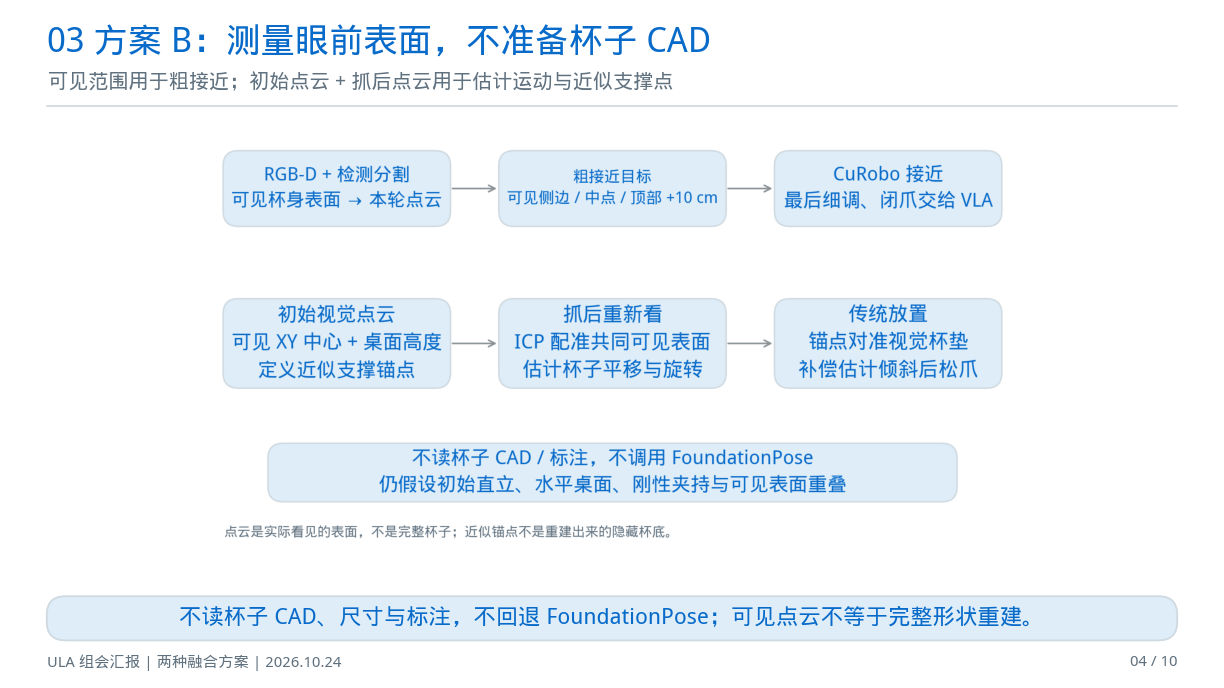 03 方案 B：测量眼前表面，不准备杯子 CAD
可见范围用于粗接近；初始点云 + 抓后点云用于估计运动与近似支撑点
RGB-D + 检测分割
可见杯身表面 → 本轮点云
粗接近目标
可见侧边 / 中点 / 顶部 +10 cm
CuRobo 接近
最后细调、闭爪交给 VLA
初始视觉点云
可见 XY 中心 + 桌面高度
定义近似支撑锚点
抓后重新看
ICP 配准共同可见表面
估计杯子平移与旋转
传统放置
锚点对准视觉杯垫
补偿估计倾斜后松爪
不读杯子 CAD / 标注，不调用 FoundationPose
仍假设初始直立、水平桌面、刚性夹持与可见表面重叠
点云是实际看见的表面，不是完整杯子；近似锚点不是重建出来的隐藏杯底。
不读杯子 CAD、尺寸与标注，不回退 FoundationPose；可见点云不等于完整形状重建。
ULA 组会汇报 | 两种融合方案 | 2026.10.24
04 / 10